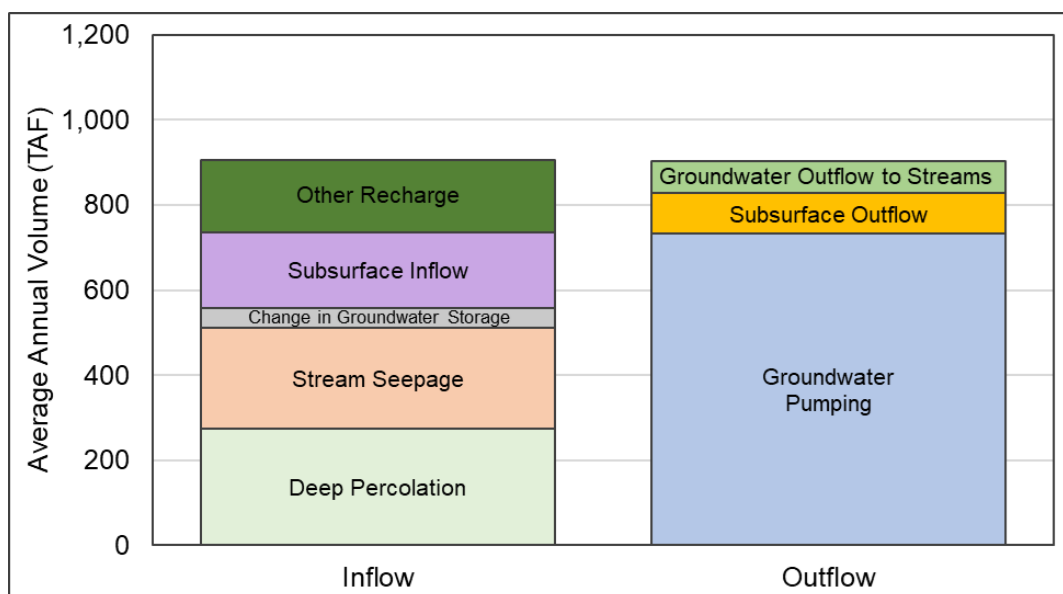 Average Annual Volume (TAF)
1,200
1,000
800
600
400
200
0
Other Recharge
Subsurface Inflow
Change in Groundwater Storage
Stream Seepage
Deep Percolation
Groundwater Outflow to Streams
Subsurface Outflow
Groundwater
Pumping
Inflow
Outflow